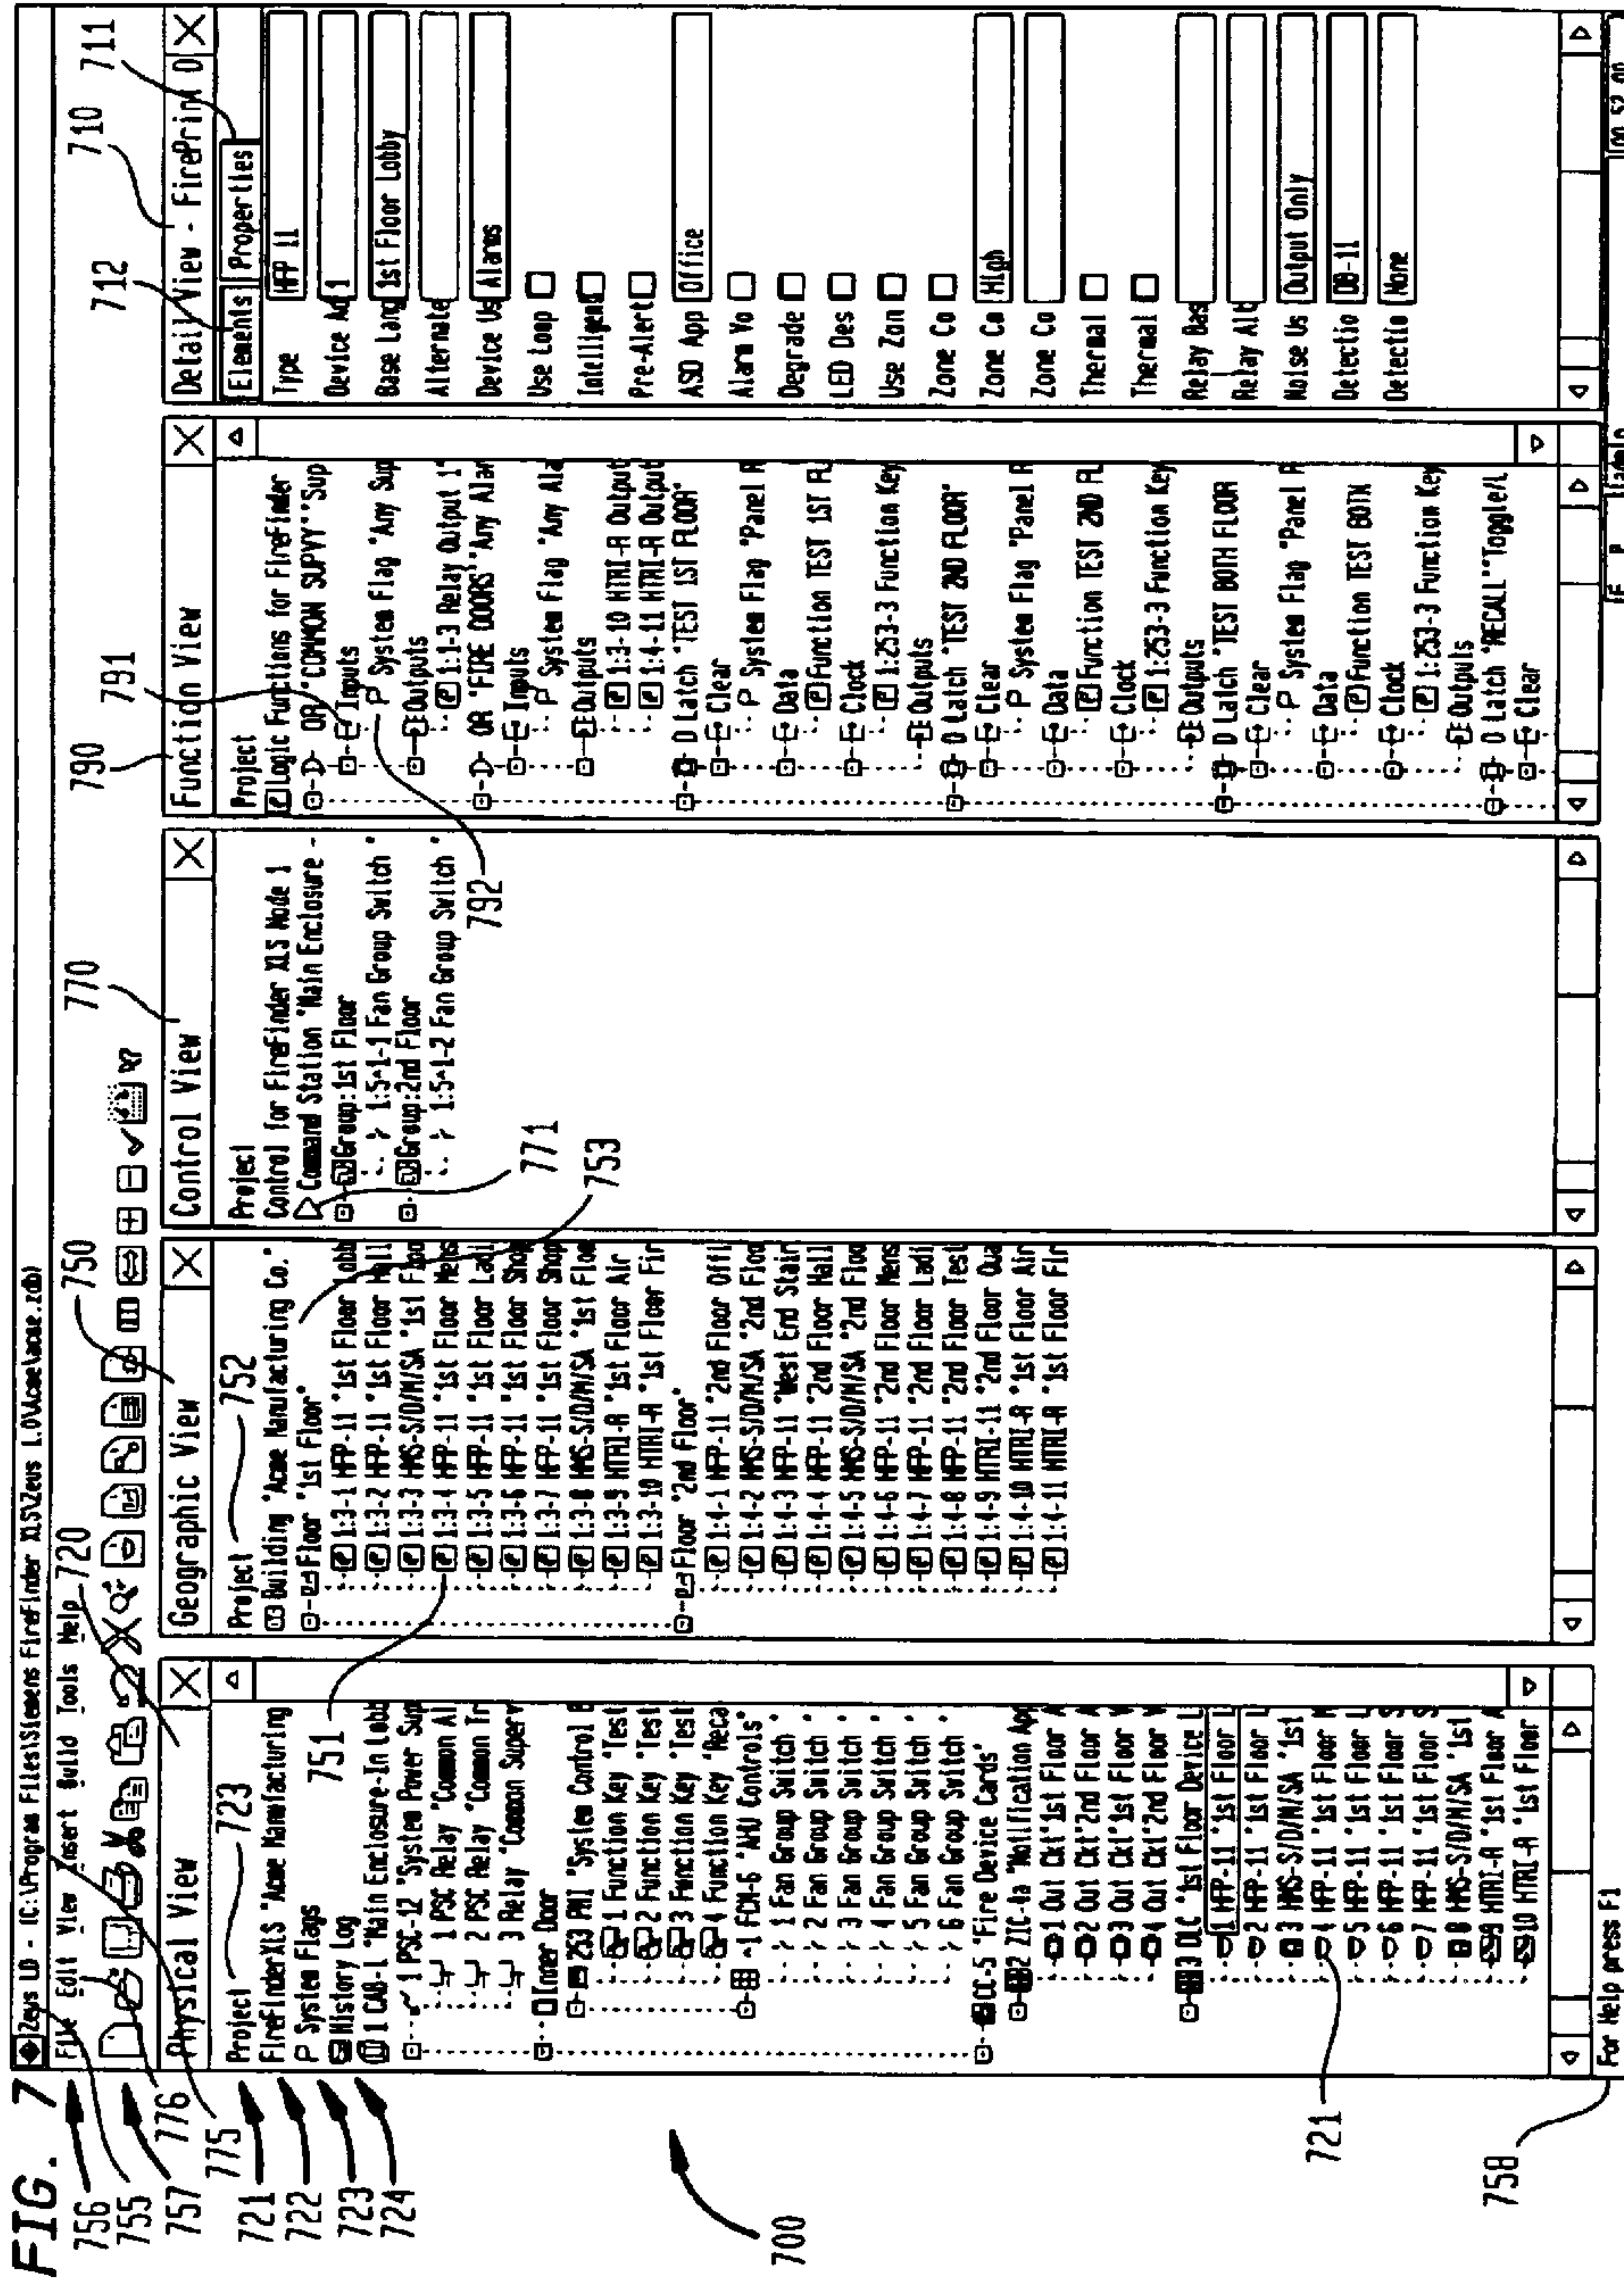 FIG. 7
Zeus LD - [C:\Program Files\Siemens FireFinder XLS\Zeus 1.0\Acme\acme.zdb]
File Edit View Insert Build Tools Help
756
755
757
776
775
720
750
770
790
710
721
722
723
724
700
Physical View
Project
723
FireFinderXLS "Acme Manufacturing
System Flags
History Log
1 CAB-1 "Main Enclosure-In Lobb
1 PSC-12 "System Power Sup
1 PSC Relay "Common Al
2 PSC Relay "Common Tr
3 Relay "Common Superv
Inner Door
253 PMI "System Control B
1 Function Key "Test
2 Function Key "Test
3 Function Key "Test
4 Function Key "Reca
1 FCM-6 "AHU Controls"
1 Fan Group Switch "
2 Fan Group Switch "
3 Fan Group Switch "
4 Fan Group Switch "
5 Fan Group Switch "
6 Fan Group Switch "
CC-5 "Fire Device Cards"
2 ZIC-4a "Notification App
1 Out Ckt"1st Floor A
2 Out Ckt"2nd Floor A
3 Out Ckt"1st Floor V
4 Out Ckt"2nd Floor V
3 DLC "1st Floor Device L
1 HFP-11 "1st Floor L
2 HFP-11 "1st Floor L
3 HMS-S/D/M/SA "1st
4 HFP-11 "1st Floor M
5 HFP-11 "1st Floor L
6 HFP-11 "1st Floor S
7 HFP-11 "1st Floor S
8 HMS-S/D/M/SA "1st
9 HTRI-R "1st Floor A
10 HTRI-R "1st Floor
721
For Help press F1
758
Geographic View
Project
752
Building "Acme Manufacturing Co."
Floor "1st Floor"
1:3-1 HFP-11 "1st Floor Lobb
1:3-2 HFP-11 "1st Floor Hall
1:3-3 HMS-S/D/M/SA "1st Floo
1:3-4 HFP-11 "1st Floor Mens
1:3-5 HFP-11 "1st Floor Ladi
1:3-6 HFP-11 "1st Floor Shop
1:3-7 HFP-11 "1st Floor Shop
1:3-8 HMS-S/D/M/SA "1st Floo
1:3-9 HTRI-R "1st Floor Air
1:3-10 HTRI-R "1st Floor Fir
Floor "2nd Floor"
1:4-1 HFP-11 "2nd Floor Offi
1:4-2 HMS-S/D/M/SA "2nd Floo
1:4-3 HFP-11 "West End Stair
1:4-4 HFP-11 "2nd Floor Hall
1:4-5 HMS-S/D/M/SA "2nd Floo
1:4-6 HFP-11 "2nd Floor Mens
1:4-7 HFP-11 "2nd Floor Ladi
1:4-8 HFP-11 "2nd Floor Test
1:4-9 HTRI-11 "2nd Floor Qua
1:4-10 HTRI-R "1st Floor Air
1:4-11 HTRI-R "1st Floor Fir
751
753
Control View
Project
Control for FireFinder XLS Node 1
Command Station "Main Enclosure -
Group:1st Floor
1:5^1-1 Fan Group Switch "
Group:2nd Floor
1:5^1-2 Fan Group Switch "
771
Function View
791
792
Project
Logic Functions for FireFinder
OR "COMMON SUPVY""Sup
Inputs
System Flag "Any Sup
Outputs
1:1-3 Relay Output 1"
OR "FIRE DOORS""Any Alar
Inputs
System Flag "Any Ala
Outputs
1:3-10 HTRI-R Output
1:4-11 HTRI-R Output
D Latch "TEST 1ST FLOOR"
Clear
System Flag "Panel R
Data
Function TEST 1ST FL
Clock
1:253-3 Function Key
Outputs
D Latch "TEST 2ND FLOOR"
Clear
System Flag "Panel R
Data
Function TEST 2ND FL
Clock
1:253-3 Function Key
Outputs
D Latch "TEST BOTH FLOOR
Clear
System Flag "Panel R
Data
Function TEST BOTH
Clock
1:253-3 Function Key
Outputs
D Latch "RECALL""Toggle/L
Clear
Detail View - FirePrint D
712
711
Elements Properties
Type HFP 11
Device Ad 1
Base Lang 1st Floor Lobby
Alternate
Device Us Alarms
Use Loop
Intelligen
Pre-Alert
ASD App Office
Alarm Vo
Degrade
LED Des
Use Zon
Zone Co
Zone Co High
Zone Co
Thermal
Thermal
Relay Bas
Relay Alt
Noise Us Output Only
Detectio DB-11
Detectio None